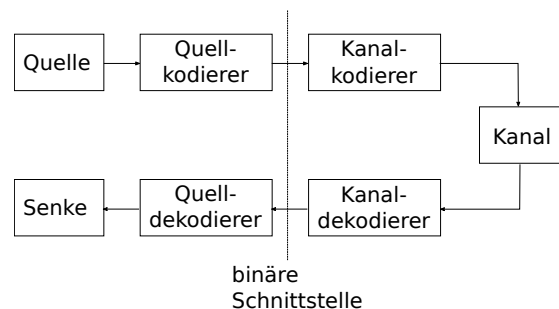 Quelle
Quell-
kodierer
Kanal-
kodierer
Kanal
Senke
Quell-
dekodierer
Kanal-
dekodierer
binäre
Schnittstelle